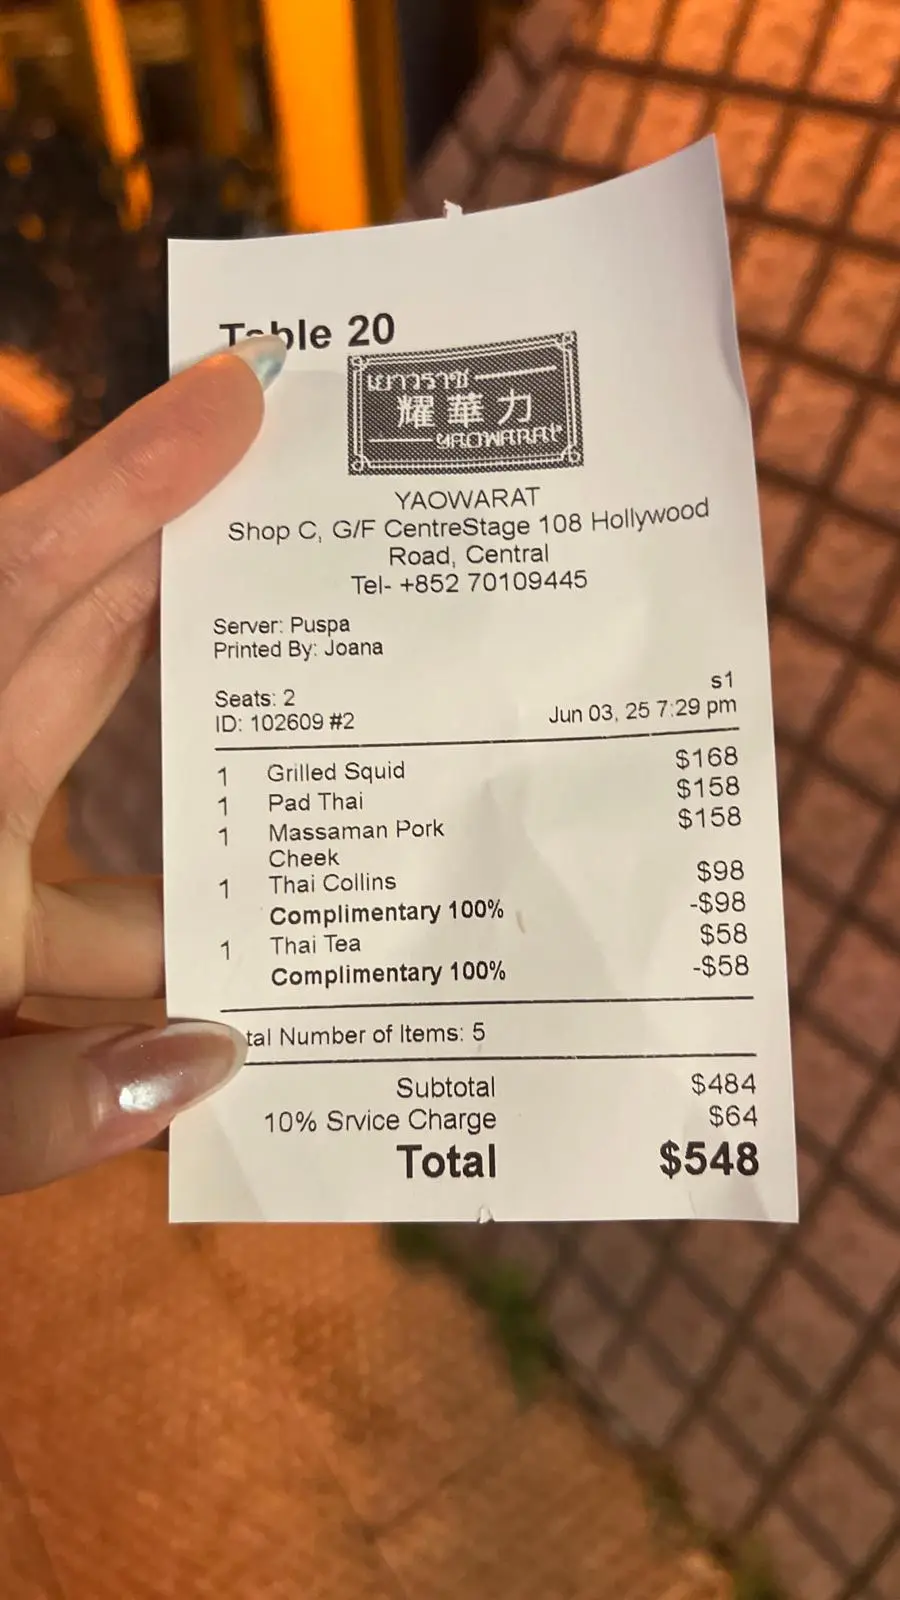 Table 20
เยาวราช
耀華力
YAOWARAT
YAOWARAT
Shop C, G/F CentreStage 108 Hollywood
Road, Central
Tel- +852 70109445
Server: Puspa
Printed By: Joana
s1
Seats: 2
ID: 102609 #2 Jun 03, 25 7:29 pm
1 Grilled Squid $168
1 Pad Thai $158
1 Massaman Pork $158
Cheek
1 Thai Collins $98
Complimentary 100% -$98
1 Thai Tea $58
Complimentary 100% -$58
tal Number of Items: 5
Subtotal $484
10% Srvice Charge $64
Total $548